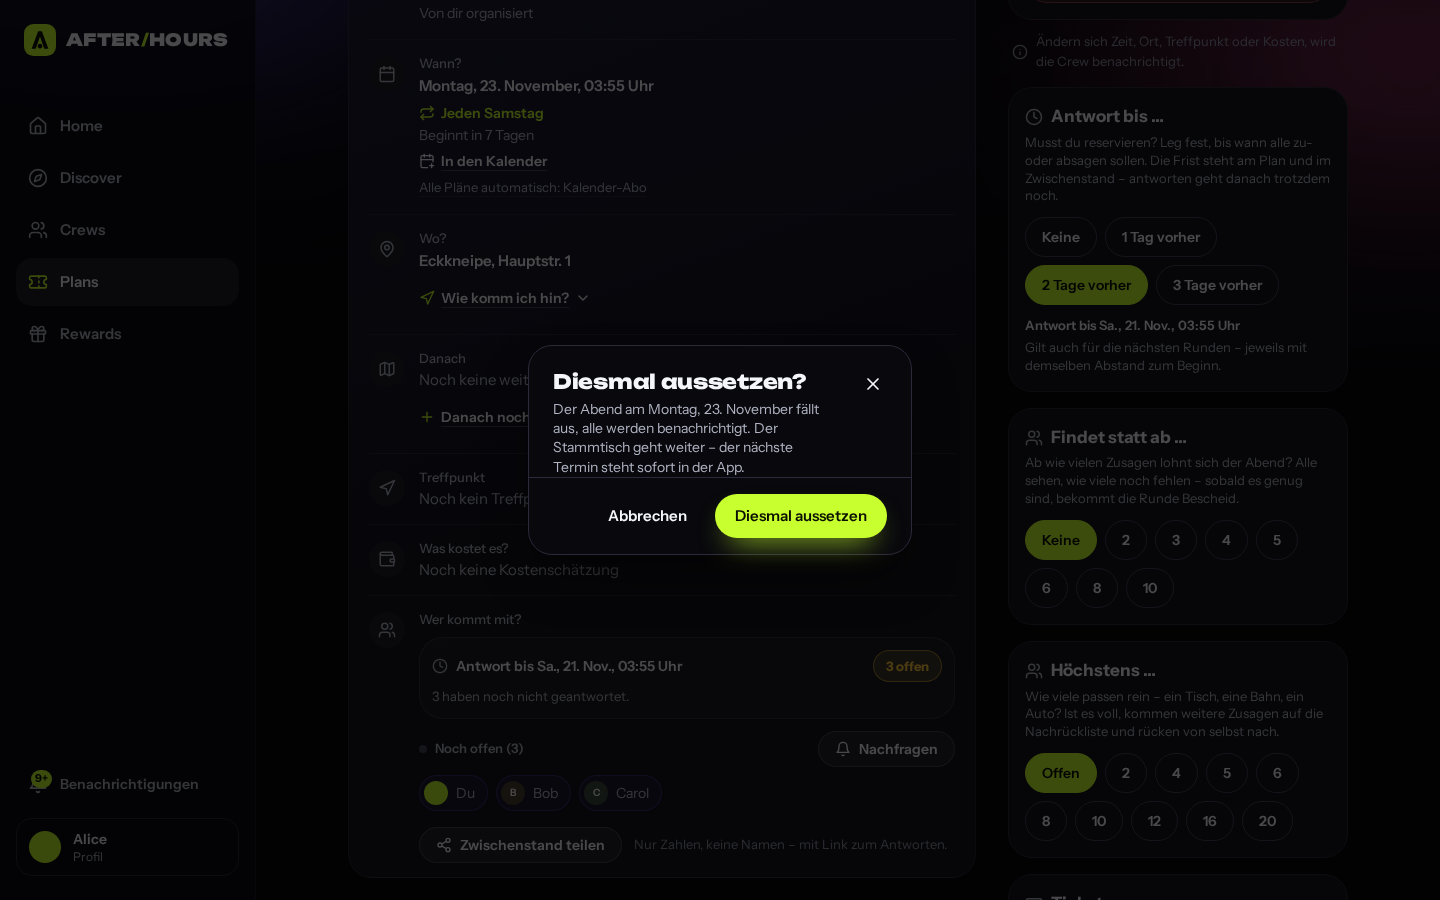 AFTER/HOURS
Home
Discover
Crews
Plans
Rewards
9+
Benachrichtigungen
Alice
Profil
Von dir organisiert
Wann?
Montag, 23. November, 03:55 Uhr
Jeden Samstag
Beginnt in 7 Tagen
In den Kalender
Alle Pläne automatisch: Kalender-Abo
Wo?
Eckkneipe, Hauptstr. 1
Wie komm ich hin?
Danach
Noch keine weit
Danach noch
Treffpunkt
Noch kein Treffp
Was kostet es?
Noch keine Kostenschätzung
Wer kommt mit?
Antwort bis Sa., 21. Nov., 03:55 Uhr
3 offen
3 haben noch nicht geantwortet.
Noch offen (3)
Nachfragen
Du
B Bob
C Carol
Zwischenstand teilen
Nur Zahlen, keine Namen – mit Link zum Antworten.
Diesmal aussetzen?
Der Abend am Montag, 23. November fällt
aus, alle werden benachrichtigt. Der
Stammtisch geht weiter – der nächste
Termin steht sofort in der App.
Abbrechen
Diesmal aussetzen
Ändern sich Zeit, Ort, Treffpunkt oder Kosten, wird
die Crew benachrichtigt.
Antwort bis ...
Musst du reservieren? Leg fest, bis wann alle zu-
oder absagen sollen. Die Frist steht am Plan und im
Zwischenstand – antworten geht danach trotzdem
noch.
Keine
1 Tag vorher
2 Tage vorher
3 Tage vorher
Antwort bis Sa., 21. Nov., 03:55 Uhr
Gilt auch für die nächsten Runden – jeweils mit
demselben Abstand zum Beginn.
Findet statt ab ...
Ab wie vielen Zusagen lohnt sich der Abend? Alle
sehen, wie viele noch fehlen – sobald es genug
sind, bekommt die Runde Bescheid.
Keine
2
3
4
5
6
8
10
Höchstens ...
Wie viele passen rein – ein Tisch, eine Bahn, ein
Auto? Ist es voll, kommen weitere Zusagen auf die
Nachrückliste und rücken von selbst nach.
Offen
2
4
5
6
8
10
12
16
20